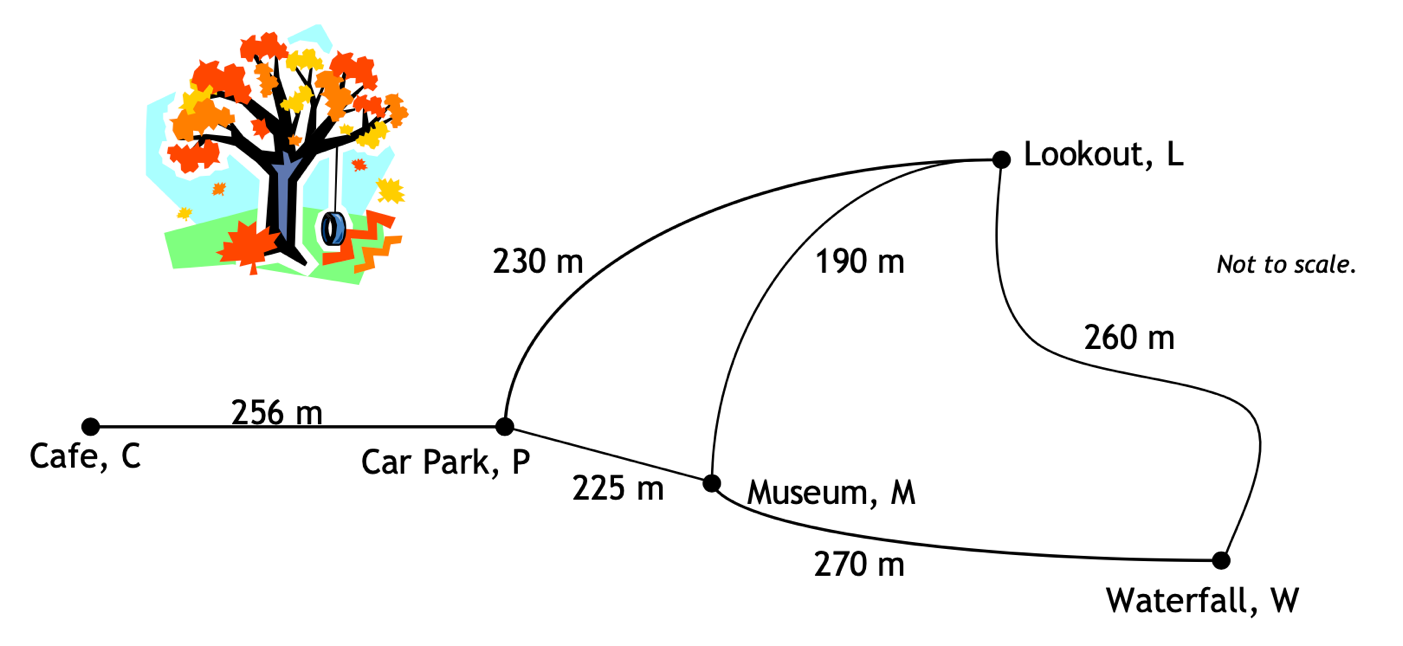 Lookout, L
230 m
190 m
Not to scale.
260 m
256 m
Cafe, C
Car Park, P
225 m
Museum, M
270 m
Waterfall, W